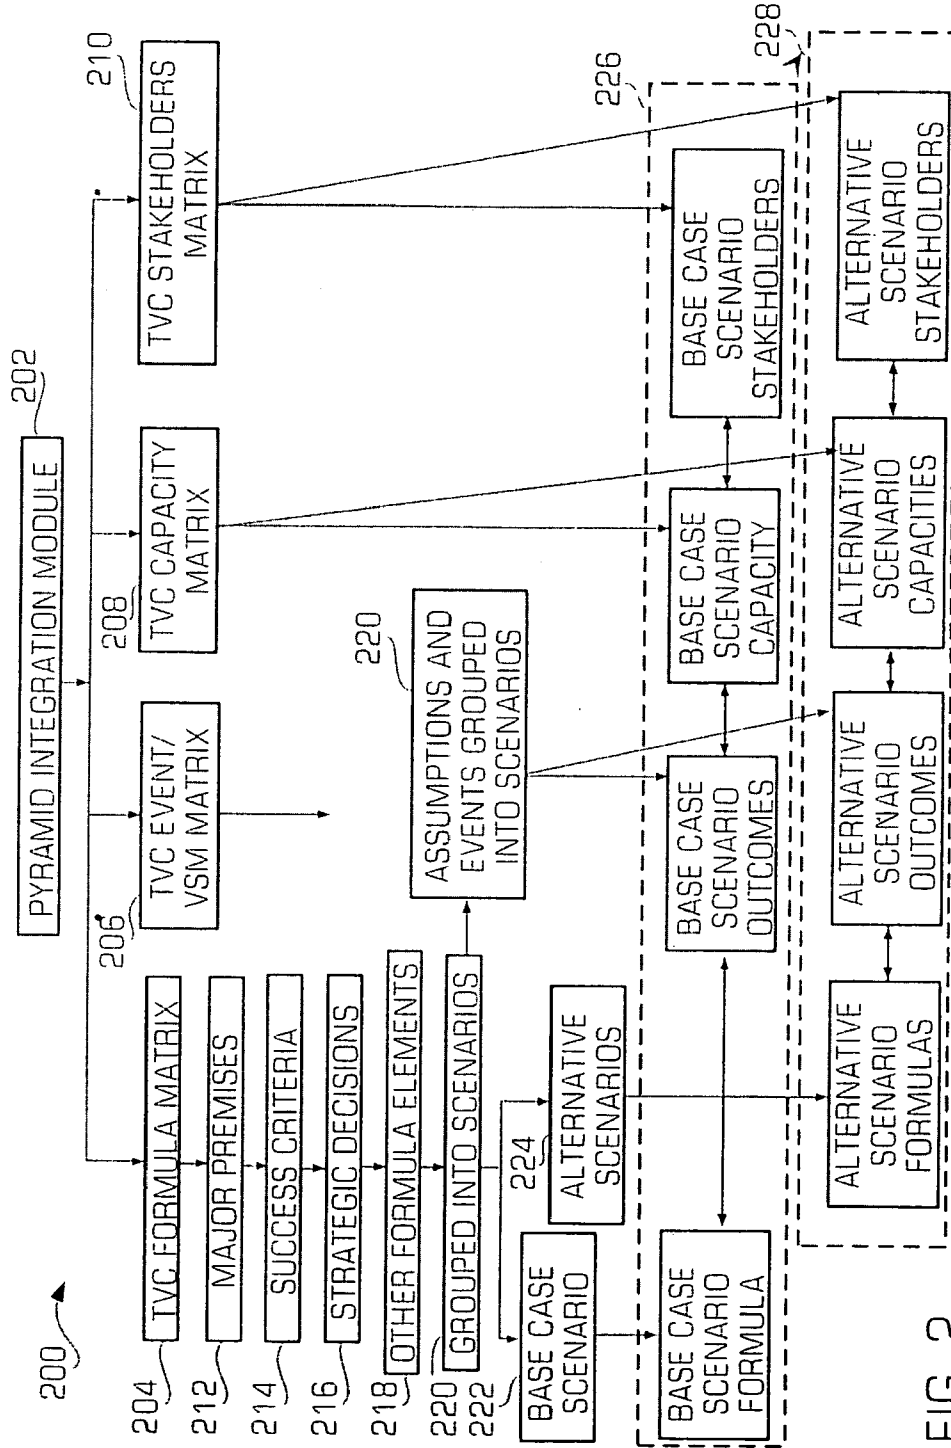 200
PYRAMID INTEGRATION MODULE
202
204
TVC FORMULA MATRIX
206
TVC EVENT/
VSM MATRIX
208
TVC CAPACITY
MATRIX
210
TVC STAKEHOLDERS
MATRIX
212
MAJOR PREMISES
214
SUCCESS CRITERIA
216
STRATEGIC DECISIONS
218
OTHER FORMULA ELEMENTS
220
GROUPED INTO SCENARIOS
220
ASSUMPTIONS AND
EVENTS GROUPED
INTO SCENARIOS
222
BASE CASE
SCENARIO
224
ALTERNATIVE
SCENARIOS
226
BASE CASE
SCENARIO
FORMULA
BASE CASE
SCENARIO
OUTCOMES
BASE CASE
SCENARIO
CAPACITY
BASE CASE
SCENARIO
STAKEHOLDERS
228
ALTERNATIVE
SCENARIO
FORMULAS
ALTERNATIVE
SCENARIO
OUTCOMES
ALTERNATIVE
SCENARIO
CAPACITIES
ALTERNATIVE
SCENARIO
STAKEHOLDERS
FIG. 2